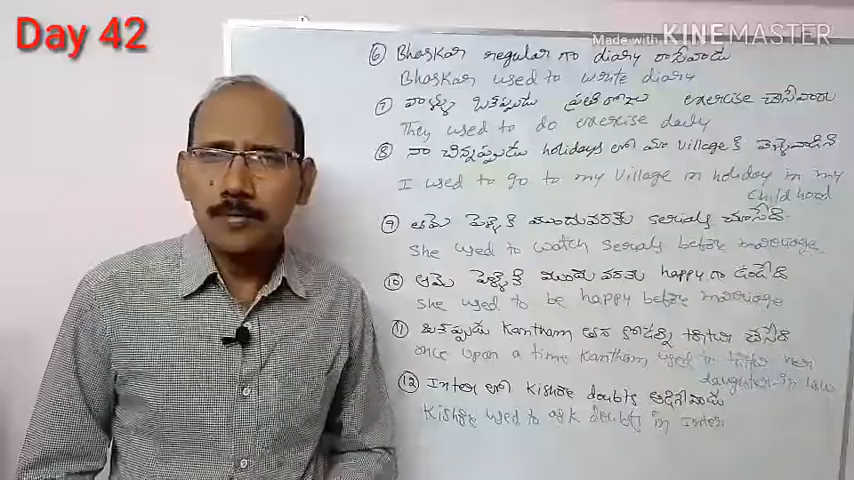 Day 42
Made with KINEMASTER
⑥ Bhaskar regular గా diary రాసేవాడు
Bhaskar used to write diary
⑦ వాళ్ళు ఒకప్పుడు ప్రతిరోజు exercise చేసేవారు
They used to do exercise daily
⑧ నా చిన్నప్పుడు holidays లో మా village కి వెళ్ళేవాడిని
I used to go to my village in holiday in my
childhood
⑨ ఆమె పెళ్ళికి ముందువరకు serials చూసేది.
She used to watch serials before marriage
⑩ ఆమె పెళ్ళికి ముందు వరకు happy గా ఉండేది
She used to be happy before marriage
⑪ ఒకప్పుడు Kantham తన కోడల్ని చేసేది
Once upon a time Kantham used to her
daughter-in law
⑫ Inter లో Kishore doubts అడిగేవాడు
Kishore used to ask doubts in Inter